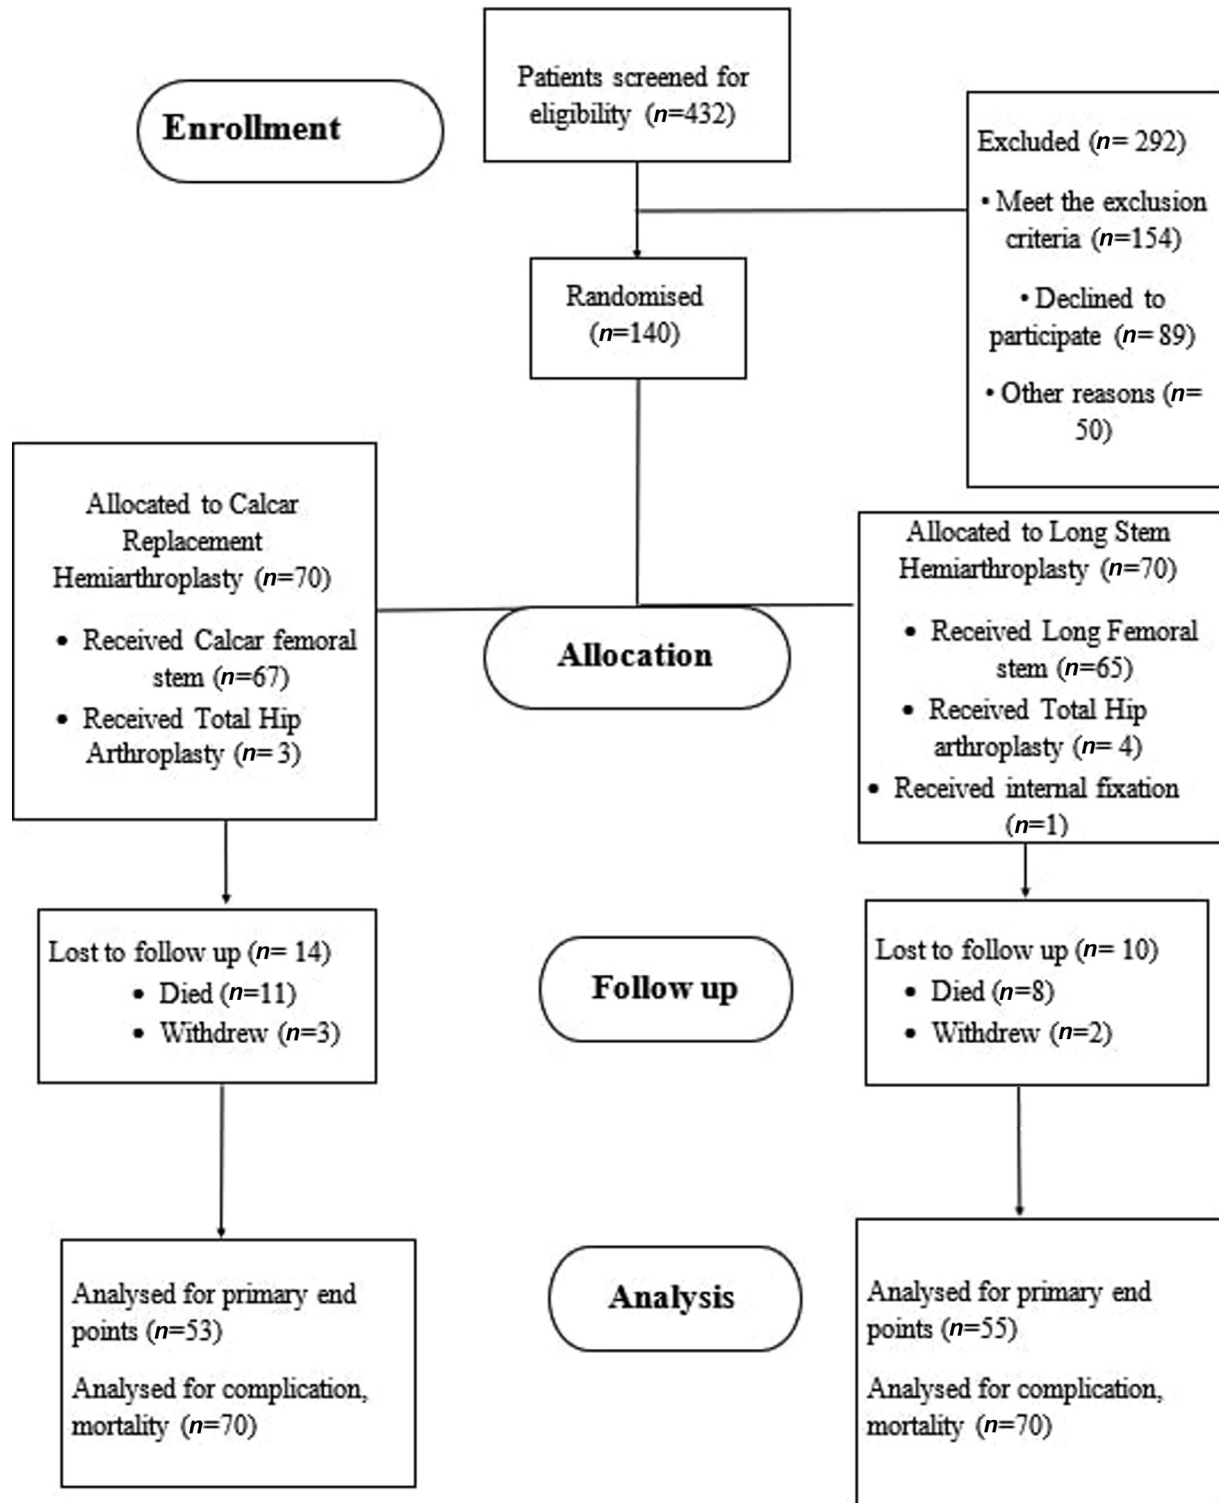 Patients screened for
eligibility (n=432)
Enrollment
Excluded (n= 292)
• Meet the exclusion
criteria (n=154)
• Declined to
participate (n= 89)
• Other reasons (n=
50)
Randomised
(n=140)
Allocated to Calcar
Replacement
Hemiarthroplasty (n=70)
• Received Calcar femoral
stem (n=67)
• Received Total Hip
Arthroplasty (n= 3)
Allocated to Long Stem
Hemiarthroplasty (n=70)
• Received Long Femoral
stem (n=65)
• Received Total Hip
arthroplasty (n= 4)
• Received internal fixation
(n=1)
Allocation
Lost to follow up (n= 14)
• Died (n=11)
• Withdrew (n=3)
Follow up
Lost to follow up (n= 10)
• Died (n=8)
• Withdrew (n=2)
Analysed for primary end
points (n=53)
Analysed for complication,
mortality (n=70)
Analysis
Analysed for primary end
points (n=55)
Analysed for complication,
mortality (n=70)